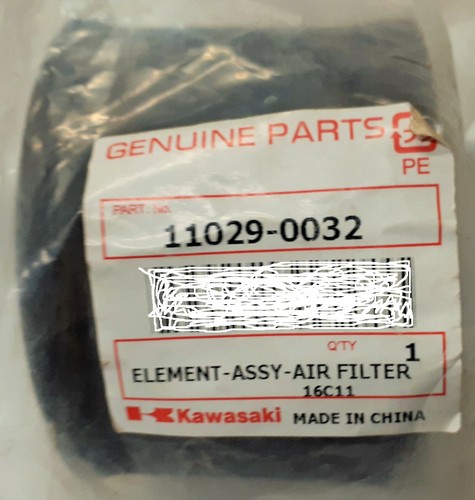 GENUINE PARTS
PE
PART. No.
11029-0032
Q'TY 1
ELEMENT-ASSY-AIR FILTER
16C11
Kawasaki MADE IN CHINA